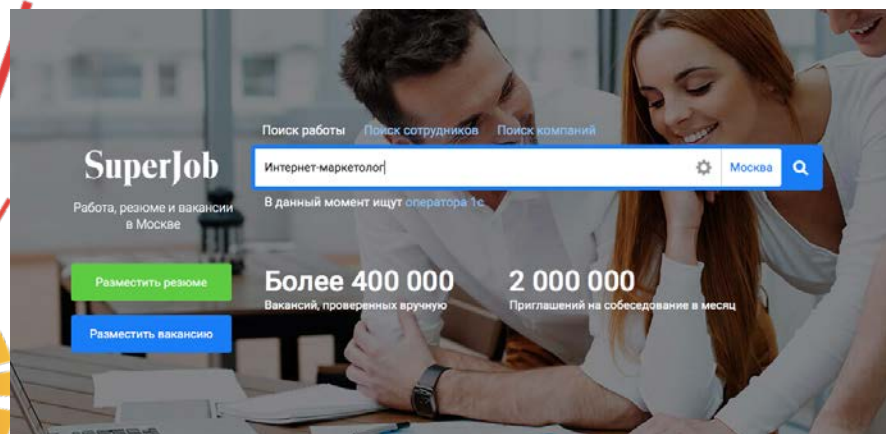 Поиск работы Поиск сотрудников Поиск компаний
SuperJob
Интернет-маркетолог
Москва
Работа, резюме и вакансии
в Москве
В данный момент ищут оператора 1с
Разместить резюме
Разместить вакансию
Более 400 000
Вакансий, проверенных вручную
2 000 000
Приглашений на собеседование в месяц